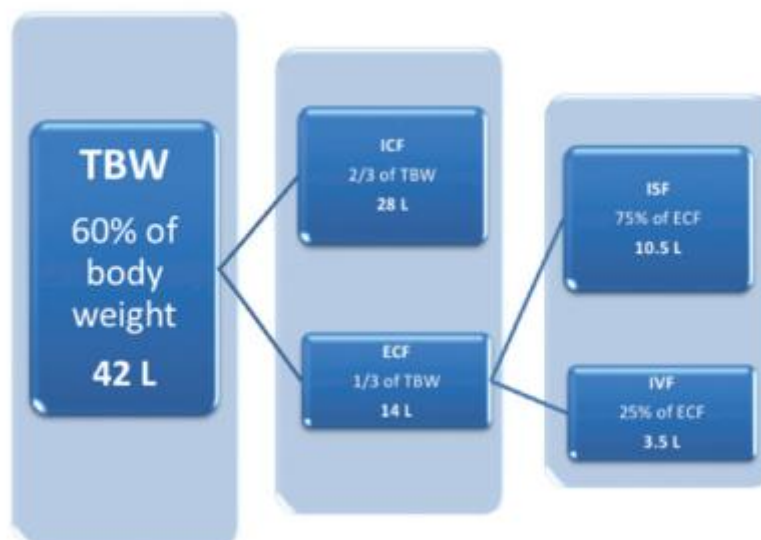 TBW
60% of
body
weight
42 L
ICF
2/3 of TBW
28 L
ECF
1/3 of TBW
14 L
ISF
75% of ECF
10.5 L
IVF
25% of ECF
3.5 L